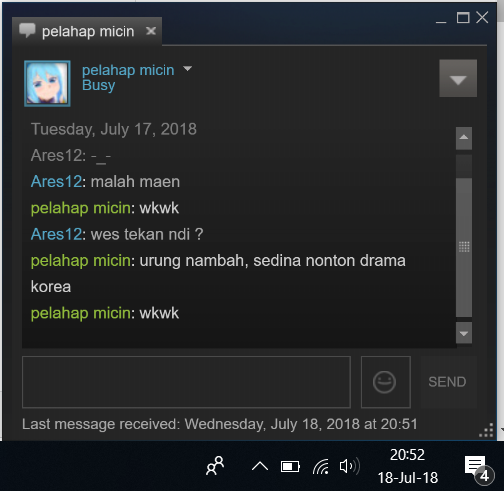 pelahap micin
pelahap micin
Busy
Tuesday, July 17, 2018
Ares12: -_-
Ares12: malah maen
pelahap micin: wkwk
Ares12: wes tekan ndi ?
pelahap micin: urung nambah, sedina nonton drama
korea
pelahap micin: wkwk
SEND
Last message received: Wednesday, July 18, 2018 at 20:51
20:52
18-Jul-18
4